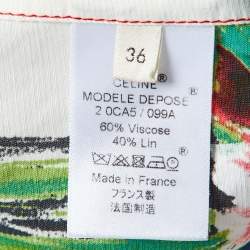 36
CELINE
MODELE DEPOSE
2 0CA5 / 099A
60% Viscose
40% Lin
Made in France
フランス製
法国制造